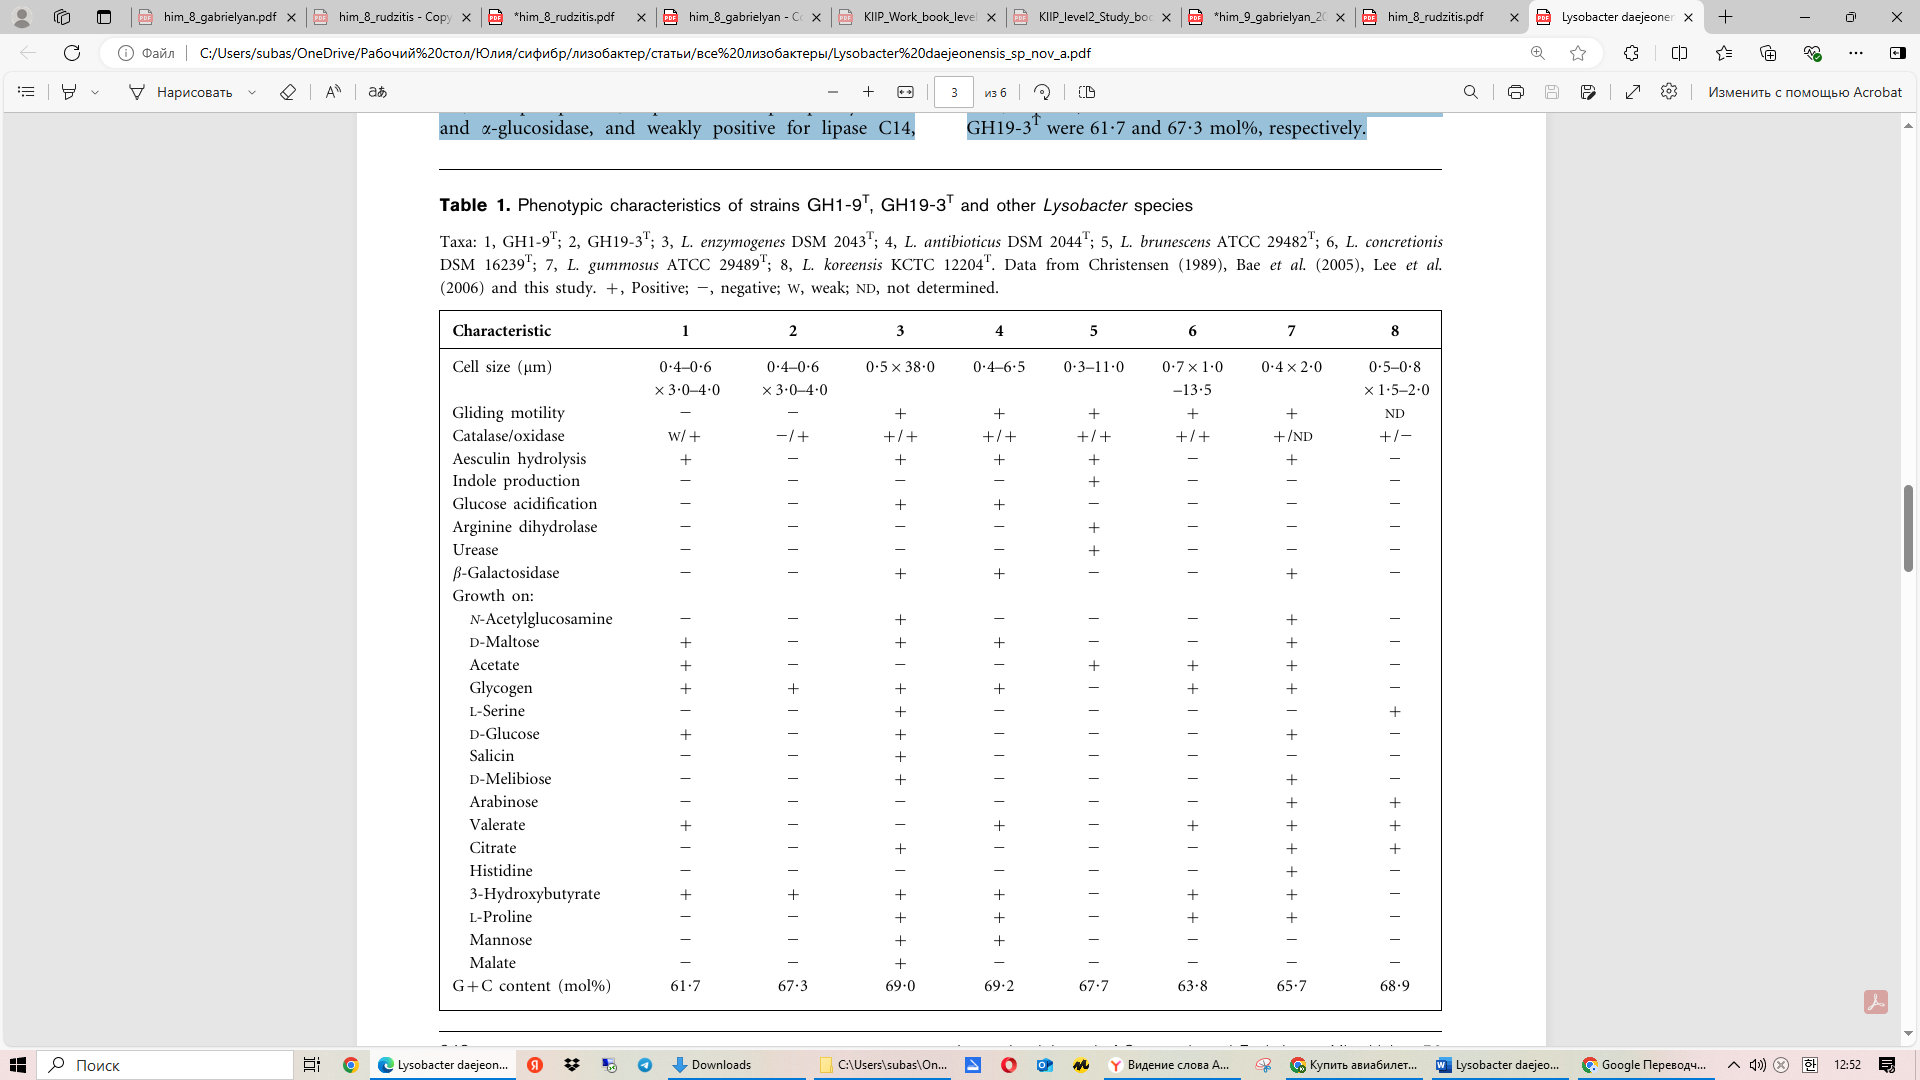 him_8_gabrielyan.pdf
him_8_rudzitis - Copy
*him_8_rudzitis.pdf
him_8_gabrielyan - Co
KIIP_Work_book_level
KIIP_level2_Study_boo
*him_9_gabrielyan_20
him_8_rudzitis.pdf
Lysobacter daejeonen
Файл
C:/Users/subas/OneDrive/Рабочий%20стол/Юлия/сифибр/лизобактер/статьи/все%20лизобактеры/Lysobacter%20daejeonensis_sp_nov_a.pdf
Нарисовать
3 из 6
Изменить с помощью Acrobat
and α-glucosidase, and weakly positive for lipase C14,
GH19-3T were 61·7 and 67·3 mol%, respectively.
Table 1. Phenotypic characteristics of strains GH1-9T, GH19-3T and other Lysobacter species
Taxa: 1, GH1-9T; 2, GH19-3T; 3, L. enzymogenes DSM 2043T; 4, L. antibioticus DSM 2044T; 5, L. brunescens ATCC 29482T; 6, L. concretionis
DSM 16239T; 7, L. gummosus ATCC 29489T; 8, L. koreensis KCTC 12204T. Data from Christensen (1989), Bae et al. (2005), Lee et al.
(2006) and this study. +, Positive; −, negative; W, weak; ND, not determined.
Characteristic 1 2 3 4 5 6 7 8
Cell size (μm) 0·4–0·6 0·4–0·6 0·5 × 38·0 0·4–6·5 0·3–11·0 0·7 × 1·0 0·4 × 2·0 0·5–0·8
× 3·0–4·0 × 3·0–4·0 –13·5 × 1·5–2·0
Gliding motility − − + + + + + ND
Catalase/oxidase W/+ −/+ +/+ +/+ +/+ +/+ +/ND +/−
Aesculin hydrolysis + − + + + − + −
Indole production − − − − + − − −
Glucose acidification − − + + − − − −
Arginine dihydrolase − − − − + − − −
Urease − − − − + − − −
β-Galactosidase − − + + − − + −
Growth on:
N-Acetylglucosamine − − + − − − + −
D-Maltose + − + + − − + −
Acetate + − − − + + + −
Glycogen + + + + − + + −
L-Serine − − + − − − − +
D-Glucose + − + − − − + −
Salicin − − + − − − − −
D-Melibiose − − + − − − + −
Arabinose − − − − − − + +
Valerate + − − + − + + +
Citrate − − + − − − + +
Histidine − − − − − − + −
3-Hydroxybutyrate + + + + − + + −
L-Proline − − + + − + + −
Mannose − − + + − − − −
Malate − − + − − − − −
G+C content (mol%) 61·7 67·3 69·0 69·2 67·7 63·8 65·7 68·9
Поиск
Lysobacter daejeon...
Downloads
C:\Users\subas\On...
Видение слова А...
Купить авиабилет...
Lysobacter daejeo...
Google Переводч...
한
12:52